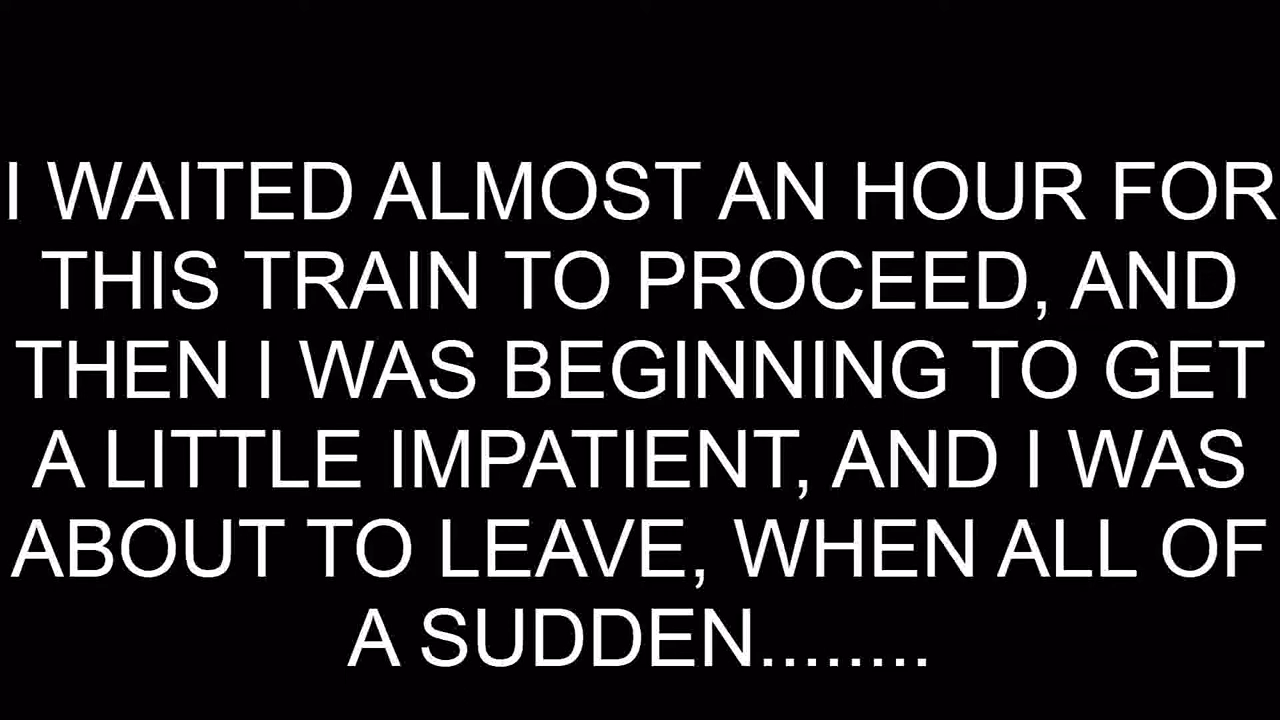 I WAITED ALMOST AN HOUR FOR
THIS TRAIN TO PROCEED, AND
THEN I WAS BEGINNING TO GET
A LITTLE IMPATIENT, AND I WAS
ABOUT TO LEAVE, WHEN ALL OF
A SUDDEN........